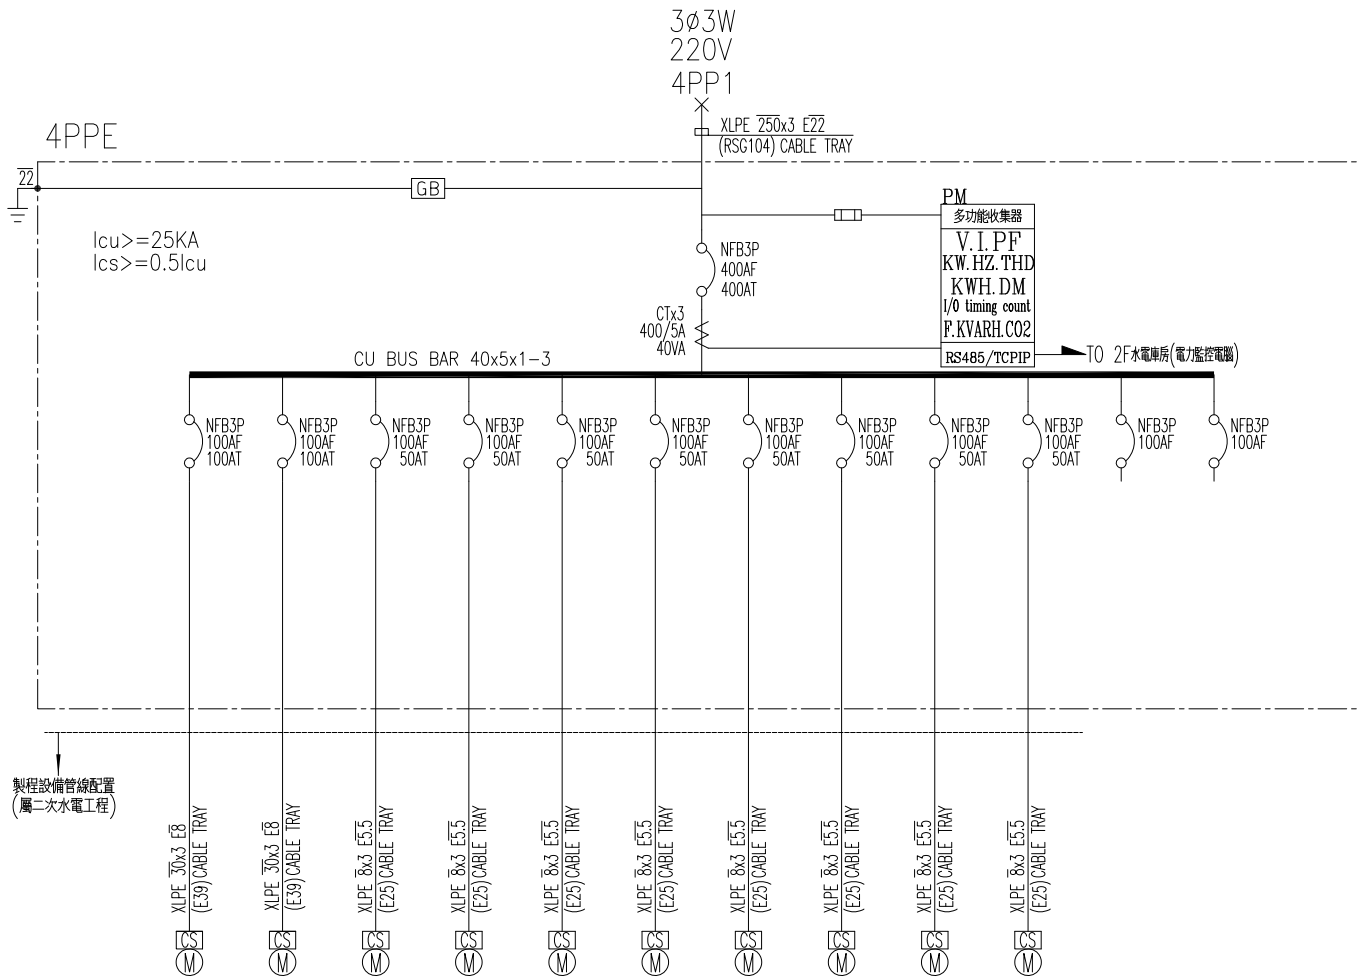 3ø3W
220V
4PP1
XLPE 250x3 E22
(RSG104) CABLE TRAY
4PPE
22
GB
Icu>=25KA
Ics>=0.5Icu
NFB3P
400AF
400AT
CTx3
400/5A
40VA
PM
多功能收集器
V.I.PF
KW.HZ.THD
KWH.DM
I/O timing count
F.KVARH.CO2
RS485/TCPIP
TO 2F水電庫房(電力監控電腦)
CU BUS BAR 40x5x1-3
NFB3P
100AF
100AT
NFB3P
100AF
100AT
NFB3P
100AF
50AT
NFB3P
100AF
50AT
NFB3P
100AF
50AT
NFB3P
100AF
50AT
NFB3P
100AF
50AT
NFB3P
100AF
50AT
NFB3P
100AF
50AT
NFB3P
100AF
50AT
NFB3P
100AF
NFB3P
100AF
製程設備管線配置
(屬二次水電工程)
XLPE 30x3 E8
(E39)CABLE TRAY
XLPE 30x3 E8
(E39)CABLE TRAY
XLPE 8x3 E5.5
(E25)CABLE TRAY
XLPE 8x3 E5.5
(E25)CABLE TRAY
XLPE 8x3 E5.5
(E25)CABLE TRAY
XLPE 8x3 E5.5
(E25)CABLE TRAY
XLPE 8x3 E5.5
(E25)CABLE TRAY
XLPE 8x3 E5.5
(E25)CABLE TRAY
XLPE 8x3 E5.5
(E25)CABLE TRAY
XLPE 8x3 E5.5
(E25)CABLE TRAY
CS
M
CS
M
CS
M
CS
M
CS
M
CS
M
CS
M
CS
M
CS
M
CS
M